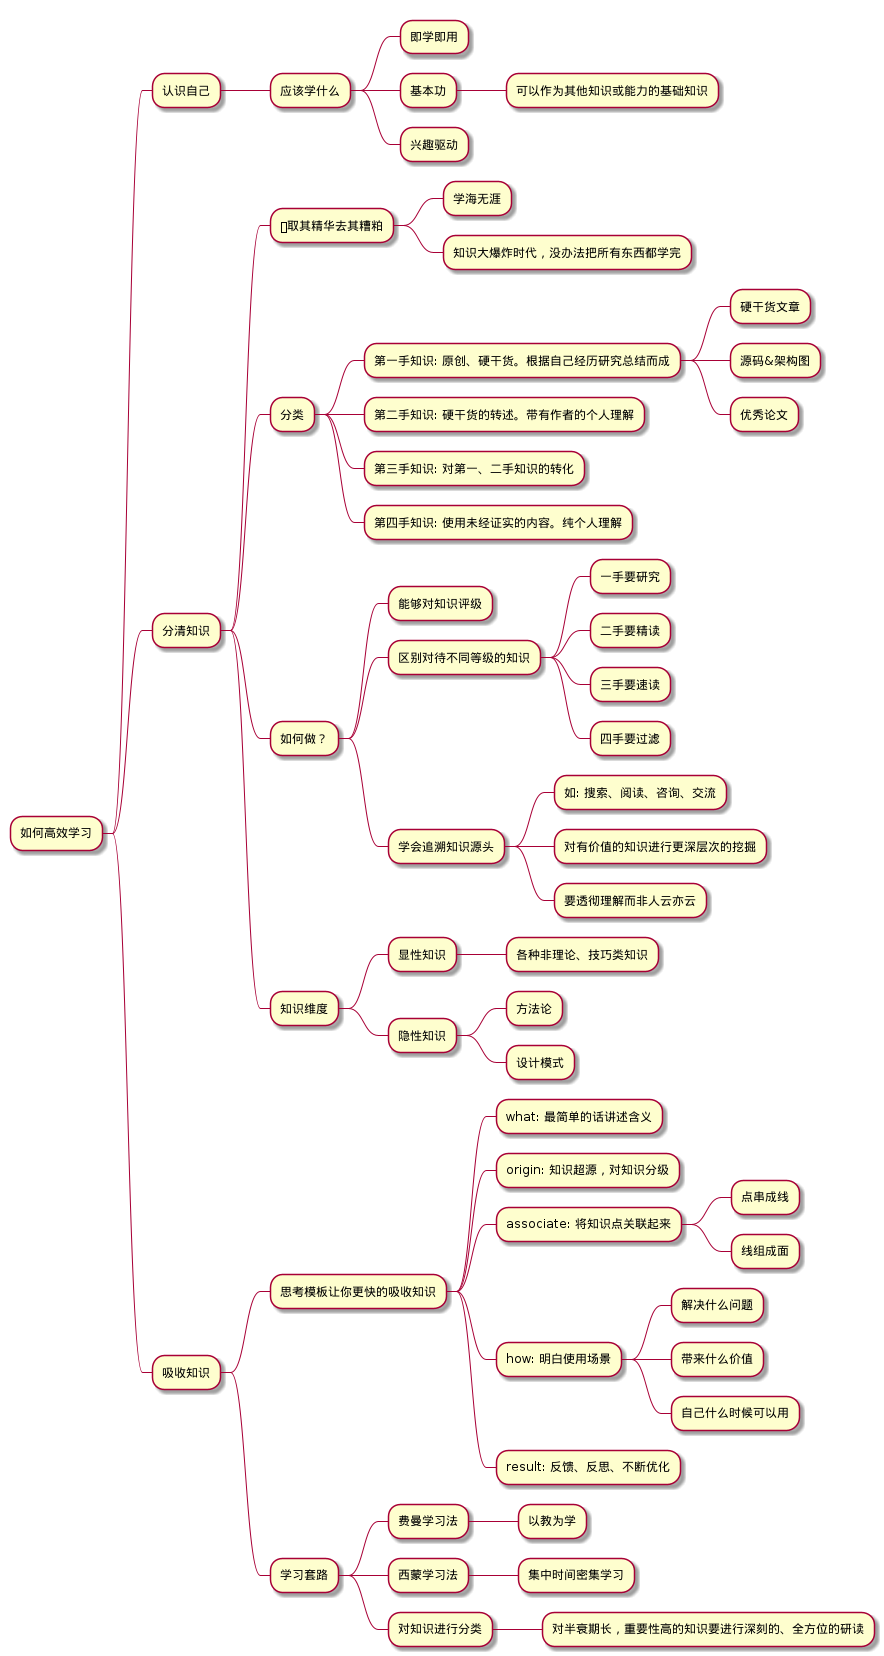 如何高效学习
认识自己
应该学什么
即学即用
基本功
可以作为其他知识或能力的基础知识
兴趣驱动
分清知识
取其精华去其糟粕
学海无涯
知识大爆炸时代，没办法把所有东西都学完
分类
第一手知识: 原创、硬干货。根据自己经历研究总结而成
硬干货文章
源码&架构图
优秀论文
第二手知识: 硬干货的转述。带有作者的个人理解
第三手知识: 对第一、二手知识的转化
第四手知识: 使用未经证实的内容。纯个人理解
如何做？
能够对知识评级
区别对待不同等级的知识
一手要研究
二手要精读
三手要速读
四手要过滤
学会追溯知识源头
如: 搜索、阅读、咨询、交流
对有价值的知识进行更深层次的挖掘
要透彻理解而非人云亦云
知识维度
显性知识
各种非理论、技巧类知识
隐性知识
方法论
设计模式
吸收知识
思考模板让你更快的吸收知识
what: 最简单的话讲述含义
origin: 知识超源，对知识分级
associate: 将知识点关联起来
点串成线
线组成面
how: 明白使用场景
解决什么问题
带来什么价值
自己什么时候可以用
result: 反馈、反思、不断优化
学习套路
费曼学习法
以教为学
西蒙学习法
集中时间密集学习
对知识进行分类
对半衰期长，重要性高的知识要进行深刻的、全方位的研读